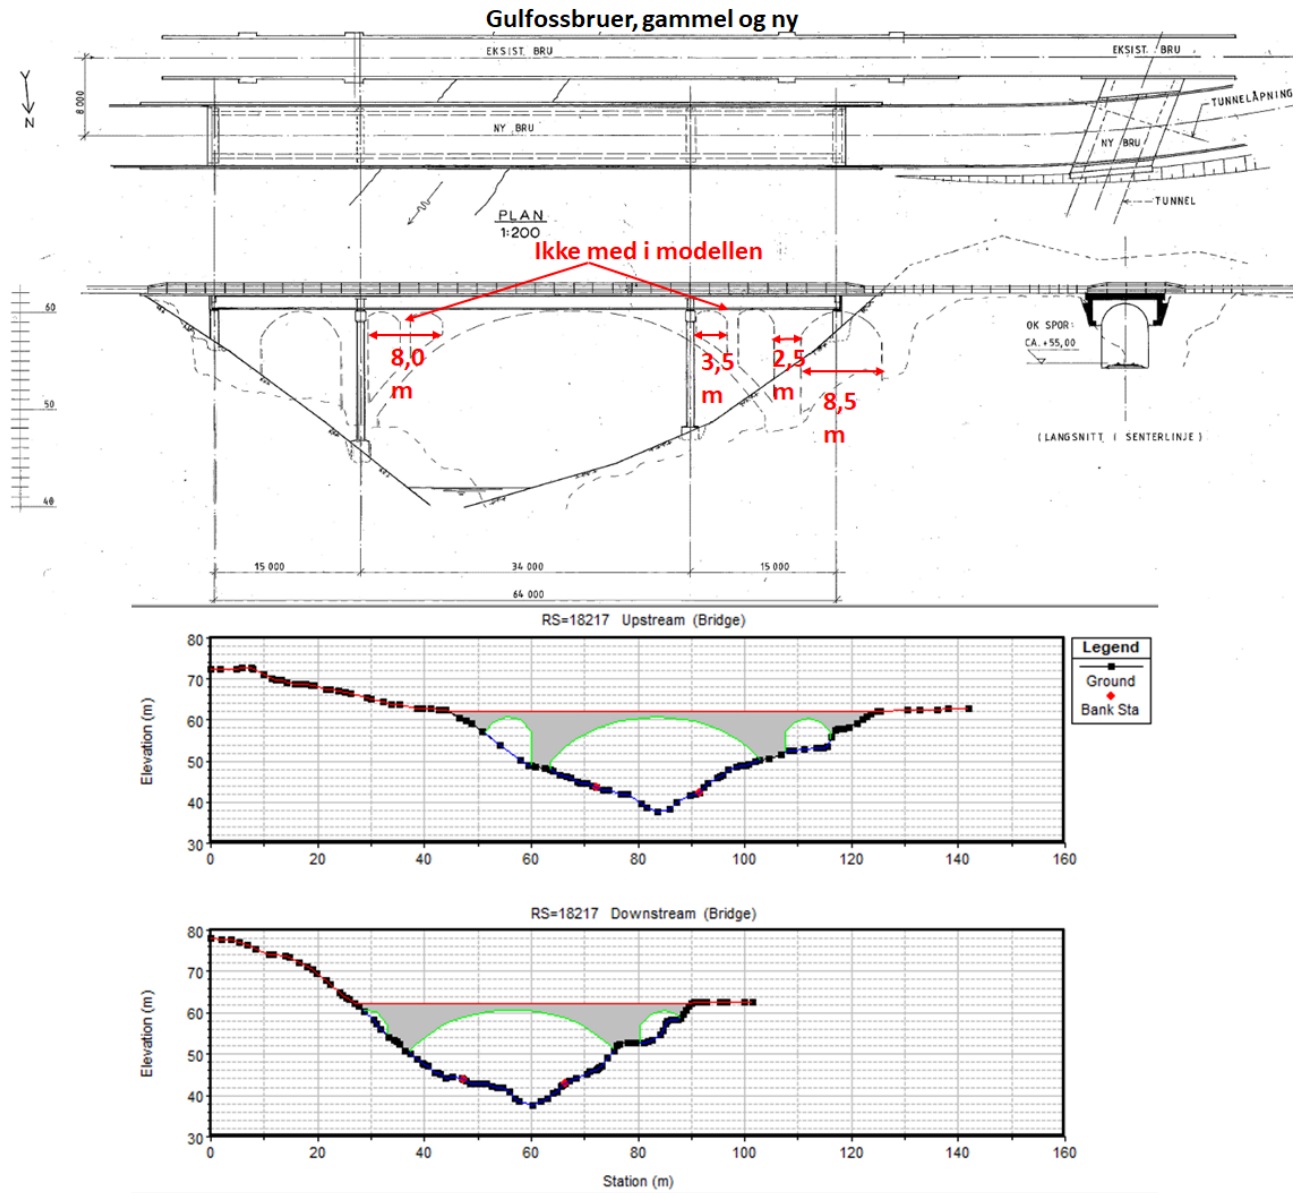 Gulfossbruer, gammel og ny
EKSIST BRU
EKSIST BRU
Y
N
8 000
NY BRU
TUNNELÅPNING
NY BRU
TUNNEL
PLAN
1:200
Ikke med i modellen
60
50
40
8,0
m
3,5
m
2,5
m
8,5
m
OK SPOR:
CA. +55,00
(LANGSNITT I SENTERLINJE)
15 000
34 000
15 000
64 000
RS=18217 Upstream (Bridge)
Elevation (m)
80
70
60
50
40
30
0 20 40 60 80 100 120 140 160
Legend
Ground
Bank Sta
RS=18217 Downstream (Bridge)
Elevation (m)
80
70
60
50
40
30
0 20 40 60 80 100 120 140 160
Station (m)